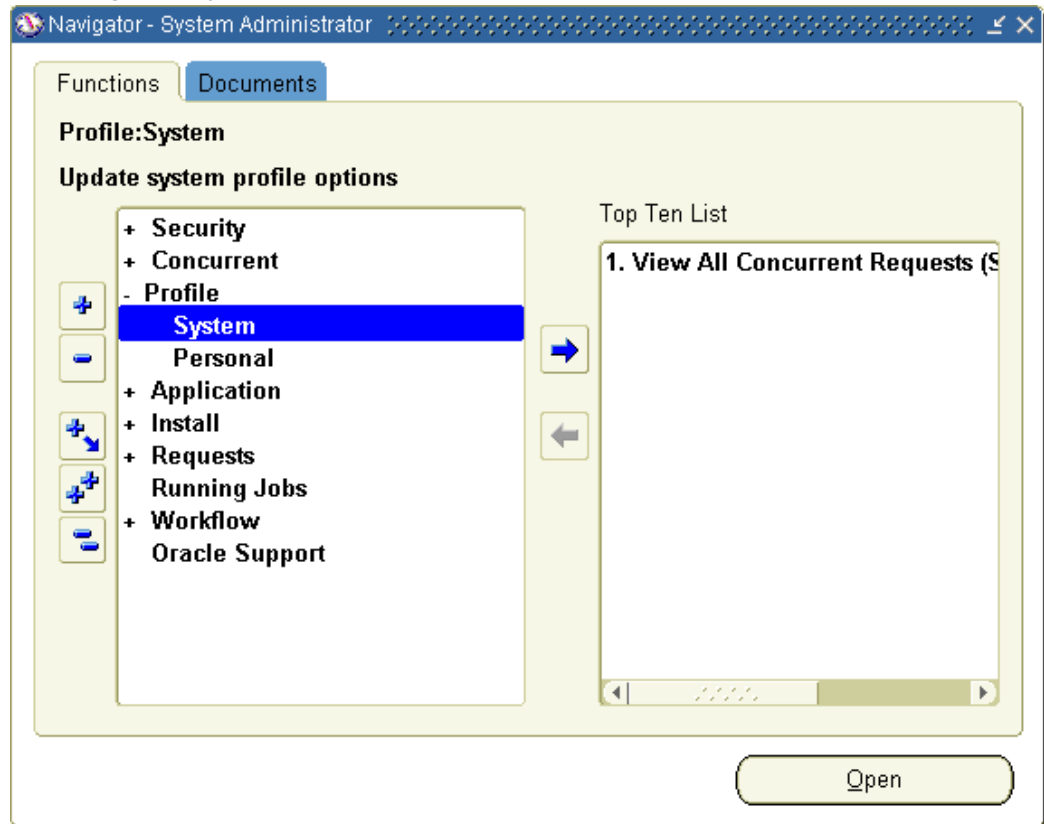 Navigator - System Administrator
Functions
Documents
Profile:System
Update system profile options
+ Security
+ Concurrent
- Profile
System
Personal
+ Application
+ Install
+ Requests
Running Jobs
+ Workflow
Oracle Support
Top Ten List
1. View All Concurrent Requests (S
Open